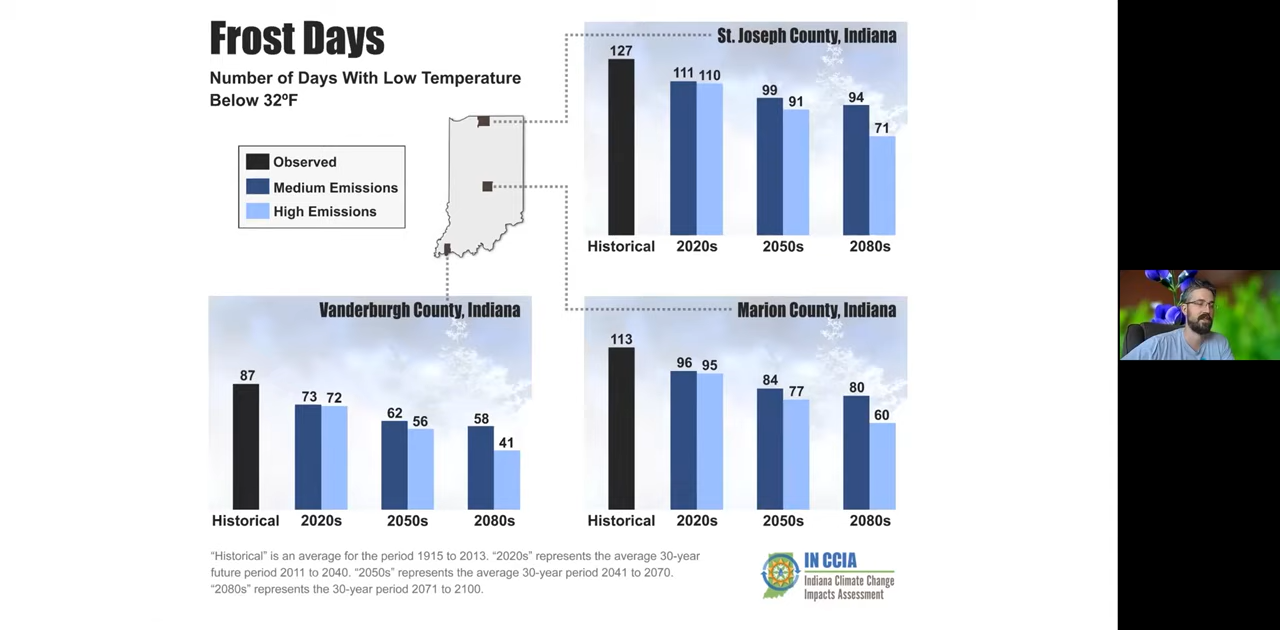 Frost Days
Number of Days With Low Temperature
Below 32ºF
Observed
Medium Emissions
High Emissions
St. Joseph County, Indiana
127
111 110
99 91
94 71
Historical 2020s 2050s 2080s
Vanderburgh County, Indiana
87
73 72
62 56
58 41
Historical 2020s 2050s 2080s
Marion County, Indiana
113
96 95
84 77
80 60
Historical 2020s 2050s 2080s
“Historical” is an average for the period 1915 to 2013. “2020s” represents the average 30-year
future period 2011 to 2040. “2050s” represents the average 30-year period 2041 to 2070.
“2080s” represents the 30-year period 2071 to 2100.
IN CCIA
Indiana Climate Change
Impacts Assessment